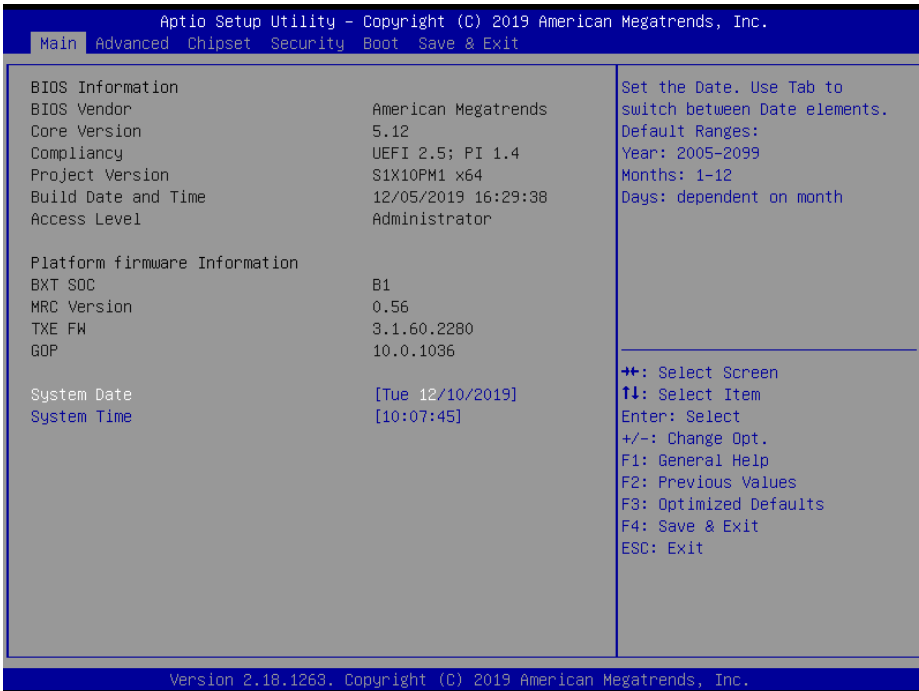 Aptio Setup Utility – Copyright (C) 2019 American Megatrends, Inc.
Main Advanced Chipset Security Boot Save & Exit
BIOS Information
BIOS Vendor American Megatrends
Core Version 5.12
Compliancy UEFI 2.5; PI 1.4
Project Version S1X10PM1 x64
Build Date and Time 12/05/2019 16:29:38
Access Level Administrator
Platform firmware Information
BXT SOC B1
MRC Version 0.56
TXE FW 3.1.60.2280
GOP 10.0.1036
System Date [Tue 12/10/2019]
System Time [10:07:45]
Set the Date. Use Tab to
switch between Date elements.
Default Ranges:
Year: 2005-2099
Months: 1-12
Days: dependent on month
→←: Select Screen
↑↓: Select Item
Enter: Select
+/-: Change Opt.
F1: General Help
F2: Previous Values
F3: Optimized Defaults
F4: Save & Exit
ESC: Exit
Version 2.18.1263. Copyright (C) 2019 American Megatrends, Inc.